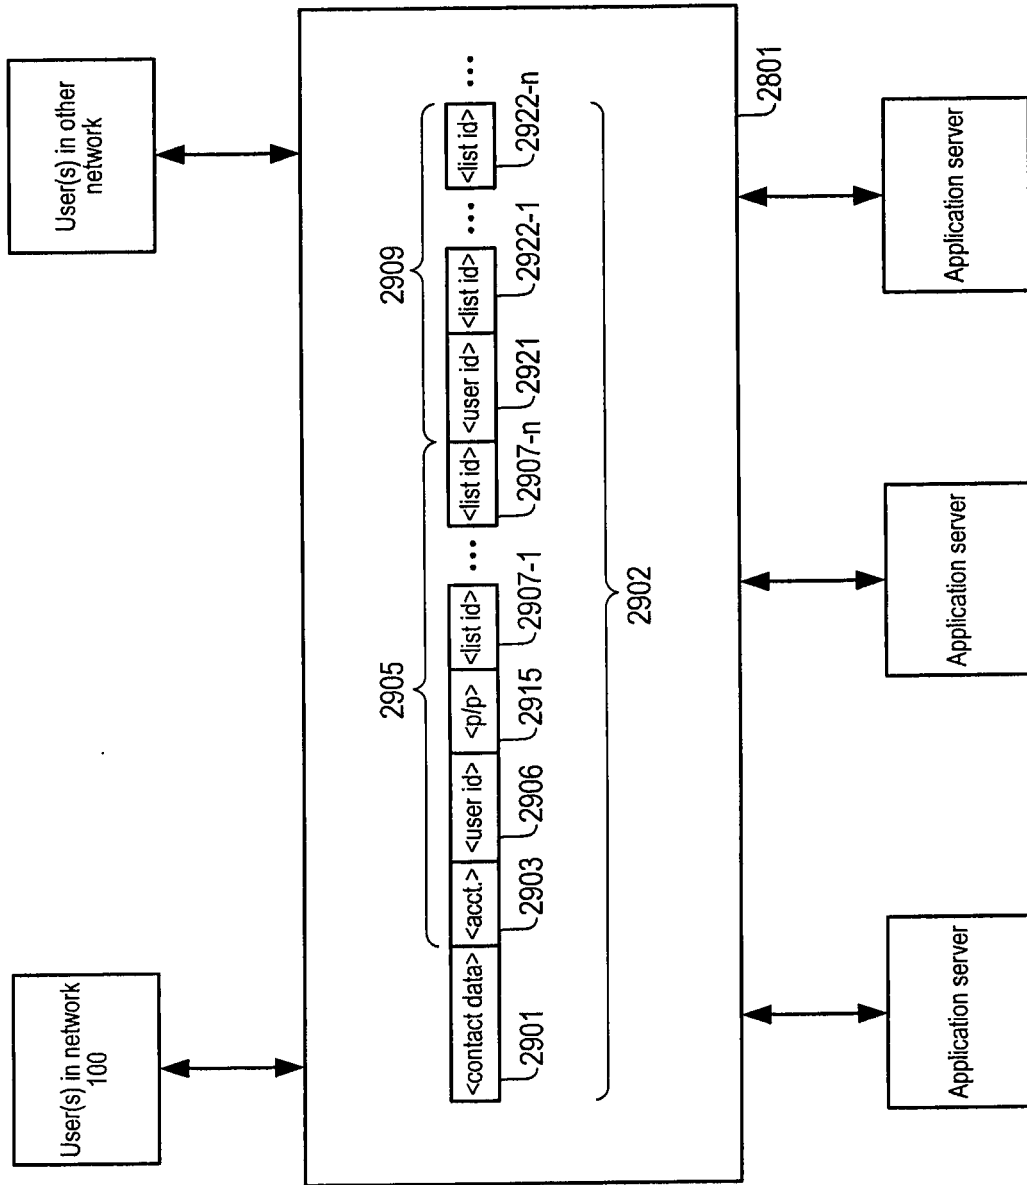 User(s) in network
100
User(s) in other
network
2905
2909
<contact data>
<acct.>
<user id>
<p/p>
<list id>
•••
<list id>
<user id>
<list id>
•••
<list id>
•••
2901
2903
2906
2915
2907-1
2907-n
2921
2922-1
2922-n
2902
2801
Application server
Application server
Application server